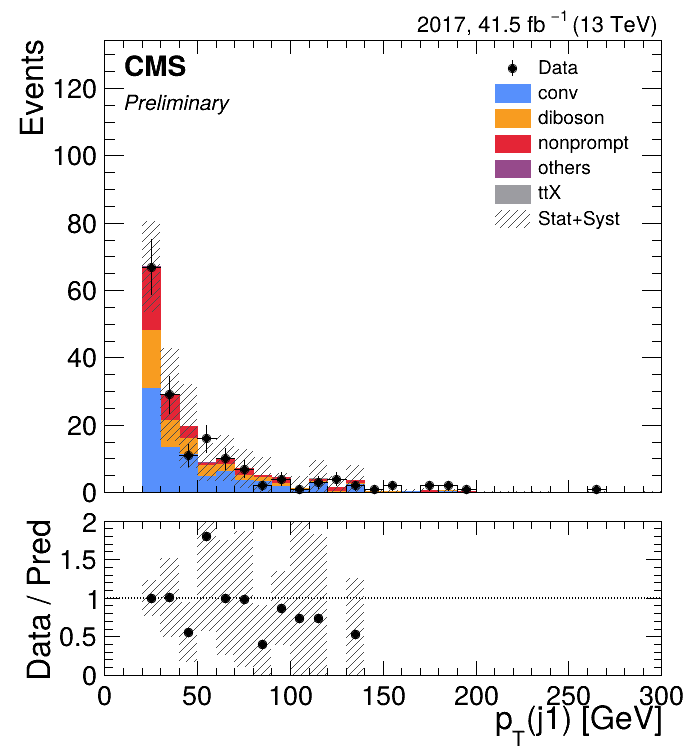 2017, 41.5 fb⁻¹ (13 TeV)
CMS
Preliminary
Events
120
100
80
60
40
20
0
Data
conv
diboson
nonprompt
others
ttX
Stat+Syst
Data / Pred
2
1.5
1
0.5
0
0 50 100 150 200 250 300
p_T(j1) [GeV]